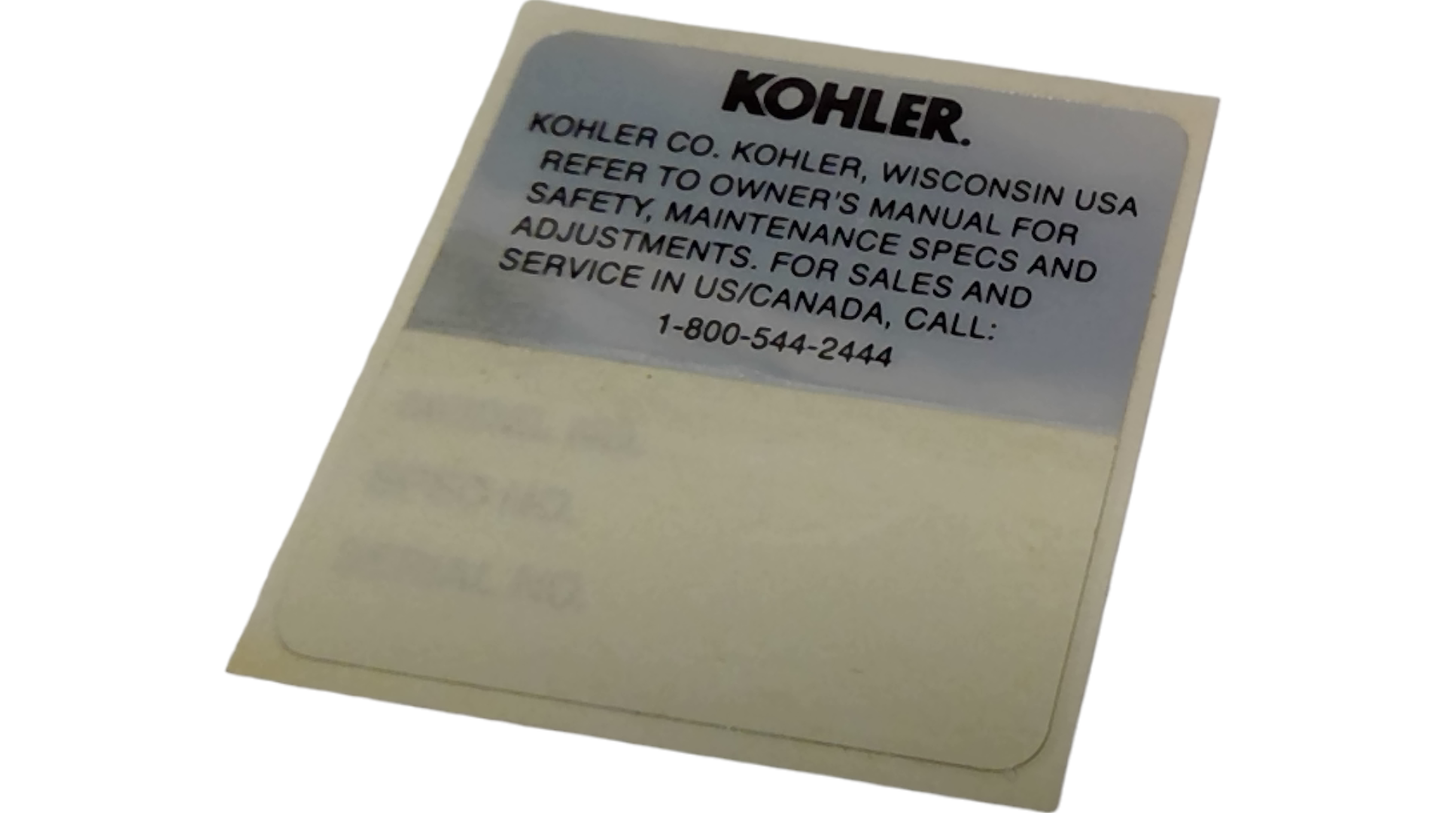 KOHLER.
KOHLER CO. KOHLER, WISCONSIN USA
REFER TO OWNER'S MANUAL FOR
SAFETY, MAINTENANCE SPECS AND
ADJUSTMENTS. FOR SALES AND
SERVICE IN US/CANADA, CALL:
1-800-544-2444